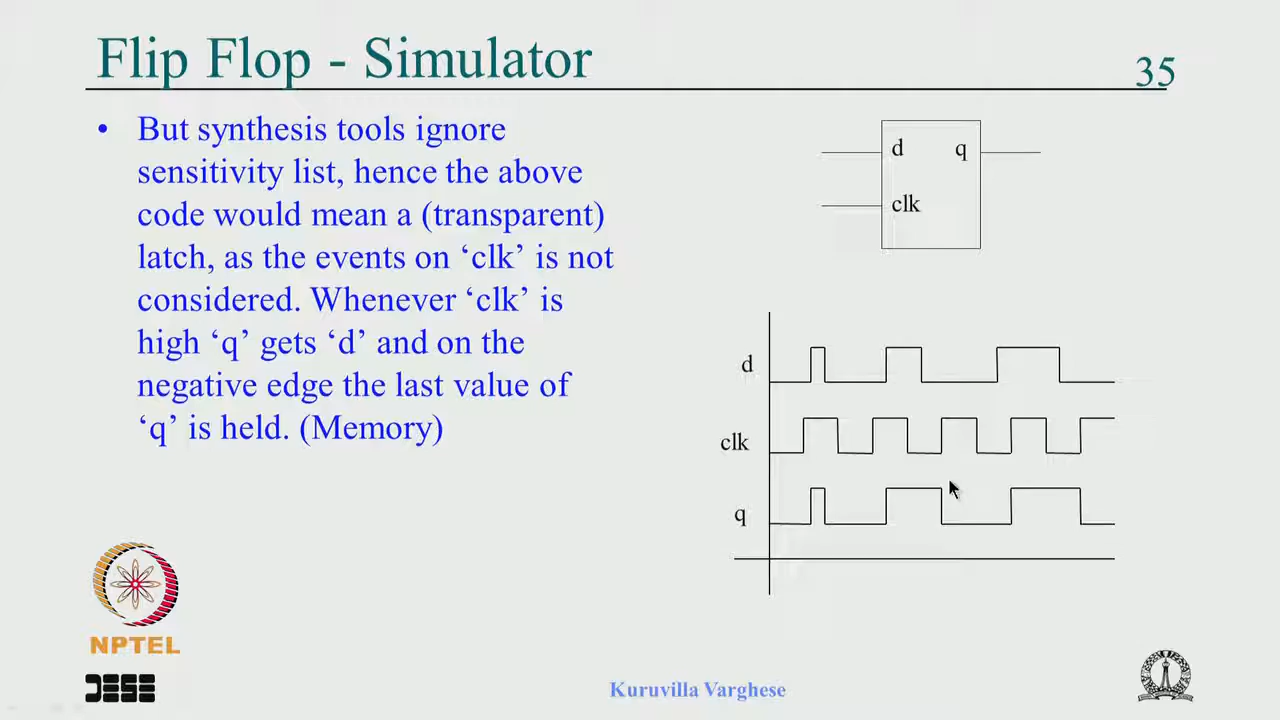 Flip Flop - Simulator
35
• But synthesis tools ignore
sensitivity list, hence the above
code would mean a (transparent)
latch, as the events on ‘clk’ is not
considered. Whenever ‘clk’ is
high ‘q’ gets ‘d’ and on the
negative edge the last value of
‘q’ is held. (Memory)
d q
clk
d
clk
q
NPTEL
Kuruvilla Varghese